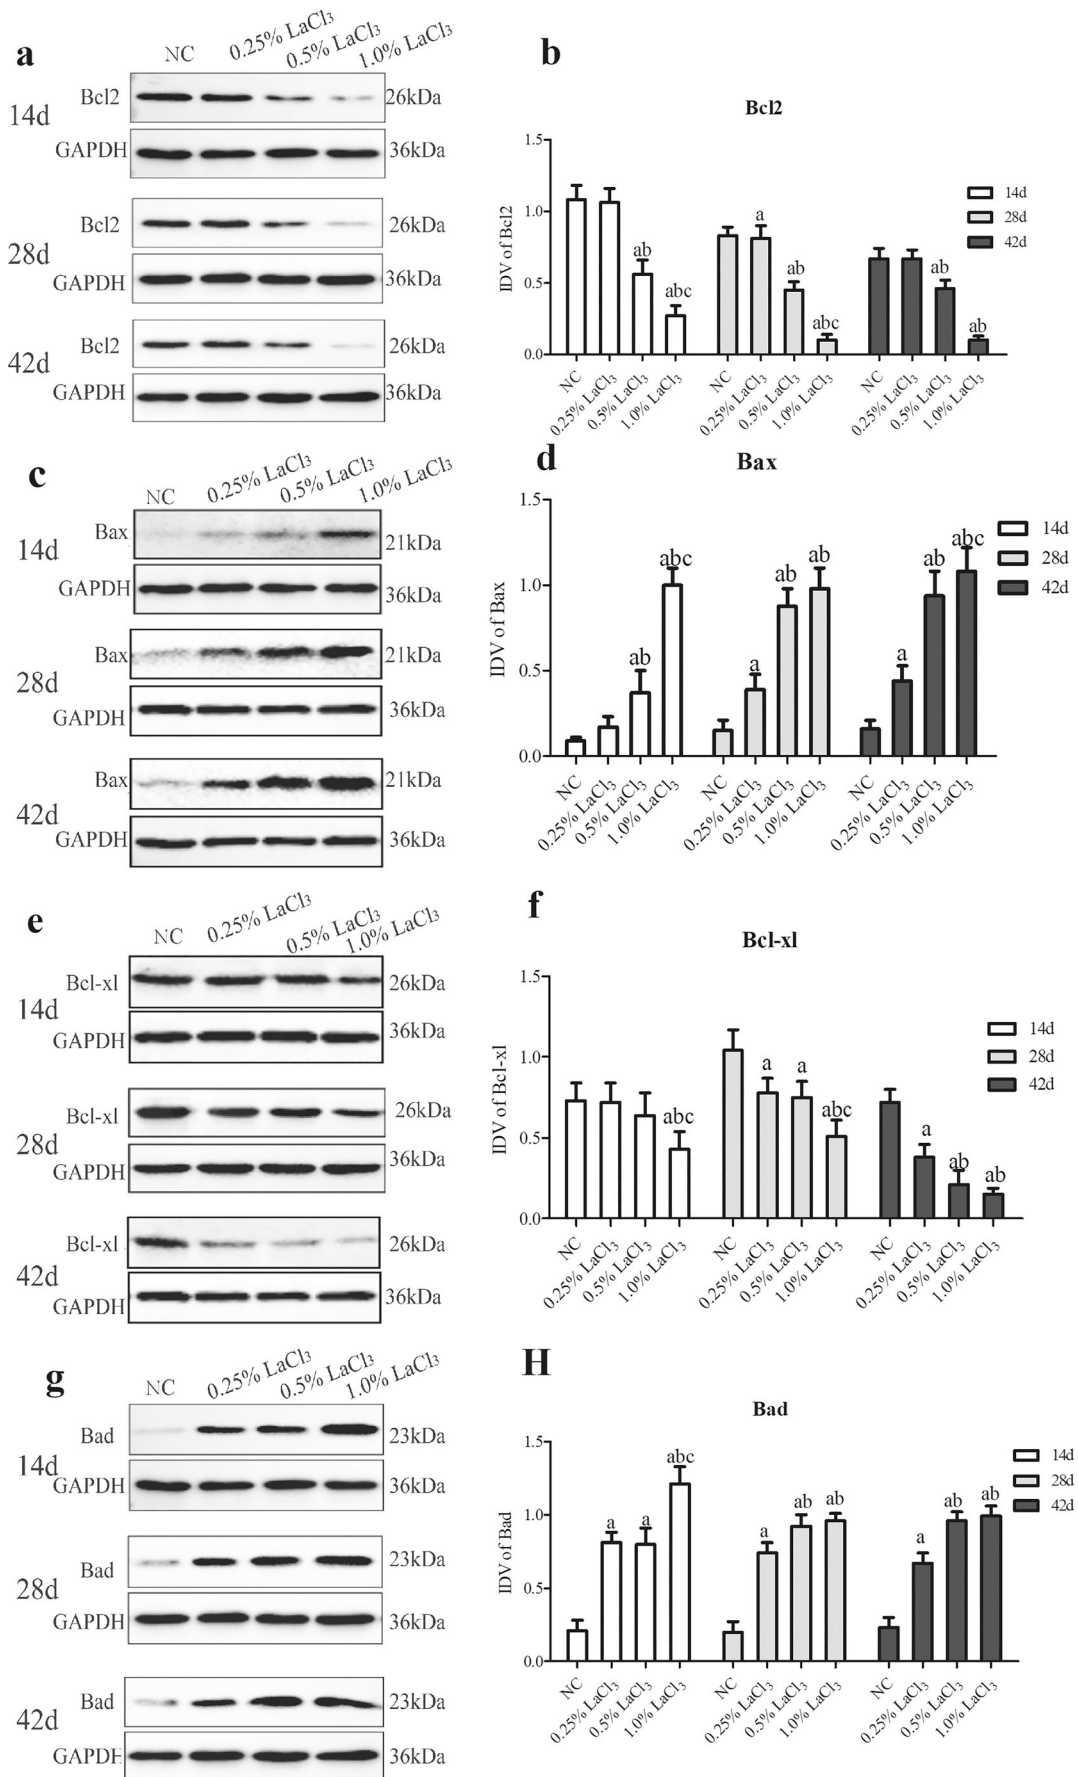 a
NC 0.25% LaCl₃ 0.5% LaCl₃ 1.0% LaCl₃
14d
Bcl2 26kDa
GAPDH 36kDa
28d
Bcl2 26kDa
GAPDH 36kDa
42d
Bcl2 26kDa
GAPDH 36kDa
b
Bcl2
IDV of Bcl2
1.5
1.0
0.5
0.0
14d
28d
42d
ab abc
a ab abc
ab ab
NC 0.25% LaCl₃ 0.5% LaCl₃ 1.0% LaCl₃
NC 0.25% LaCl₃ 0.5% LaCl₃ 1.0% LaCl₃
NC 0.25% LaCl₃ 0.5% LaCl₃ 1.0% LaCl₃
c
NC 0.25% LaCl₃ 0.5% LaCl₃ 1.0% LaCl₃
14d
Bax 21kDa
GAPDH 36kDa
28d
Bax 21kDa
GAPDH 36kDa
42d
Bax 21kDa
GAPDH 36kDa
d
Bax
IDV of Bax
1.5
1.0
0.5
0.0
14d
28d
42d
ab abc
a ab ab
a ab abc
NC 0.25% LaCl₃ 0.5% LaCl₃ 1.0% LaCl₃
NC 0.25% LaCl₃ 0.5% LaCl₃ 1.0% LaCl₃
NC 0.25% LaCl₃ 0.5% LaCl₃ 1.0% LaCl₃
e
NC 0.25% LaCl₃ 0.5% LaCl₃ 1.0% LaCl₃
14d
Bcl-xl 26kDa
GAPDH 36kDa
28d
Bcl-xl 26kDa
GAPDH 36kDa
42d
Bcl-xl 26kDa
GAPDH 36kDa
f
Bcl-xl
IDV of Bcl-xl
1.5
1.0
0.5
0.0
14d
28d
42d
abc
a a abc
a ab ab
NC 0.25% LaCl₃ 0.5% LaCl₃ 1.0% LaCl₃
NC 0.25% LaCl₃ 0.5% LaCl₃ 1.0% LaCl₃
NC 0.25% LaCl₃ 0.5% LaCl₃ 1.0% LaCl₃
g
NC 0.25% LaCl₃ 0.5% LaCl₃ 1.0% LaCl₃
14d
Bad 23kDa
GAPDH 36kDa
28d
Bad 23kDa
GAPDH 36kDa
42d
Bad 23kDa
GAPDE 36kDa
H
Bad
IDV of Bad
1.5
1.0
0.5
0.0
14d
28d
42d
a a abc
a ab ab
a ab ab
NC 0.25% LaCl₃ 0.5% LaCl₃ 1.0% LaCl₃
NC 0.25% LaCl₃ 0.5% LaCl₃ 1.0% LaCl₃
NC 0.25% LaCl₃ 0.5% LaCl₃ 1.0% LaCl₃